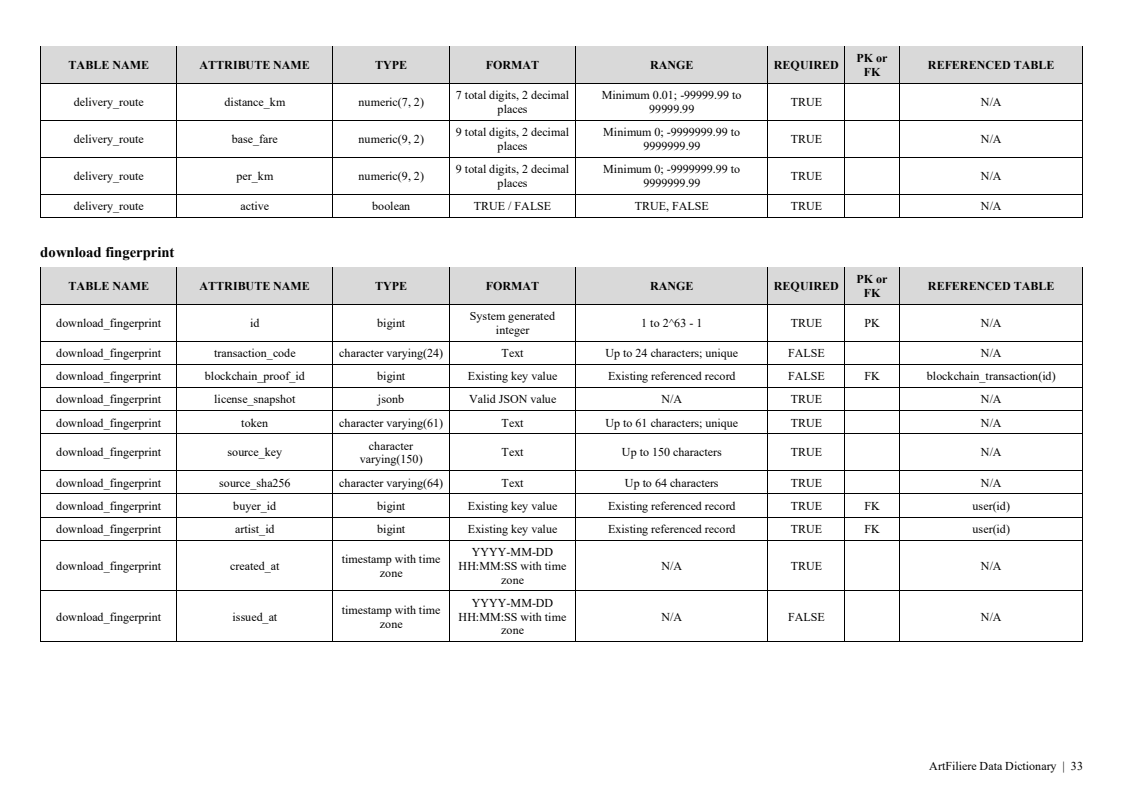 TABLE NAME ATTRIBUTE NAME TYPE FORMAT RANGE REQUIRED PK or FK REFERENCED TABLE
delivery_route distance_km numeric(7, 2) 7 total digits, 2 decimal places Minimum 0.01; -99999.99 to 99999.99 TRUE N/A
delivery_route base_fare numeric(9, 2) 9 total digits, 2 decimal places Minimum 0; -9999999.99 to 9999999.99 TRUE N/A
delivery_route per_km numeric(9, 2) 9 total digits, 2 decimal places Minimum 0; -9999999.99 to 9999999.99 TRUE N/A
delivery_route active boolean TRUE / FALSE TRUE, FALSE TRUE N/A
download fingerprint
TABLE NAME ATTRIBUTE NAME TYPE FORMAT RANGE REQUIRED PK or FK REFERENCED TABLE
download_fingerprint id bigint System generated integer 1 to 2^63 - 1 TRUE PK N/A
download_fingerprint transaction_code character varying(24) Text Up to 24 characters; unique FALSE N/A
download_fingerprint blockchain_proof_id bigint Existing key value Existing referenced record FALSE FK blockchain_transaction(id)
download_fingerprint license_snapshot jsonb Valid JSON value N/A TRUE N/A
download_fingerprint token character varying(61) Text Up to 61 characters; unique TRUE N/A
download_fingerprint source_key character varying(150) Text Up to 150 characters TRUE N/A
download_fingerprint source_sha256 character varying(64) Text Up to 64 characters TRUE N/A
download_fingerprint buyer_id bigint Existing key value Existing referenced record TRUE FK user(id)
download_fingerprint artist_id bigint Existing key value Existing referenced record TRUE FK user(id)
download_fingerprint created_at timestamp with time zone YYYY-MM-DD HH:MM:SS with time zone N/A TRUE N/A
download_fingerprint issued_at timestamp with time zone YYYY-MM-DD HH:MM:SS with time zone N/A FALSE N/A
ArtFiliere Data Dictionary | 33